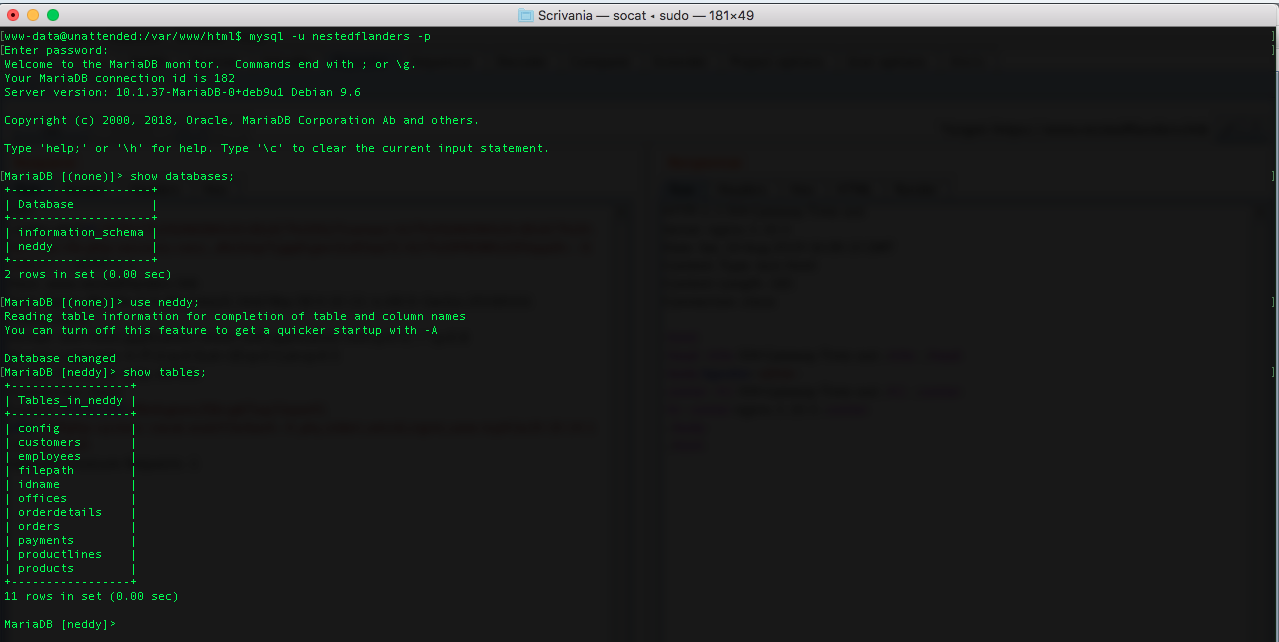 Scrivania — socat ◂ sudo — 181×49
[www-data@unattended:/var/www/html$ mysql -u nestedflanders -p ]
[Enter password: ]
Welcome to the MariaDB monitor.  Commands end with ; or \g.
Your MariaDB connection id is 182
Server version: 10.1.37-MariaDB-0+deb9u1 Debian 9.6
Copyright (c) 2000, 2018, Oracle, MariaDB Corporation Ab and others.
Type 'help;' or '\h' for help. Type '\c' to clear the current input statement.
[MariaDB [(none)]> show databases; ]
+--------------------+
| Database           |
+--------------------+
| information_schema |
| neddy              |
+--------------------+
2 rows in set (0.00 sec)
[MariaDB [(none)]> use neddy; ]
Reading table information for completion of table and column names
You can turn off this feature to get a quicker startup with -A
Database changed
[MariaDB [neddy]> show tables; ]
+-----------------+
| Tables_in_neddy |
+-----------------+
| config          |
| customers       |
| employees       |
| filepath        |
| idname          |
| offices         |
| orderdetails    |
| orders          |
| payments        |
| productlines    |
| products        |
+-----------------+
11 rows in set (0.00 sec)
MariaDB [neddy]>